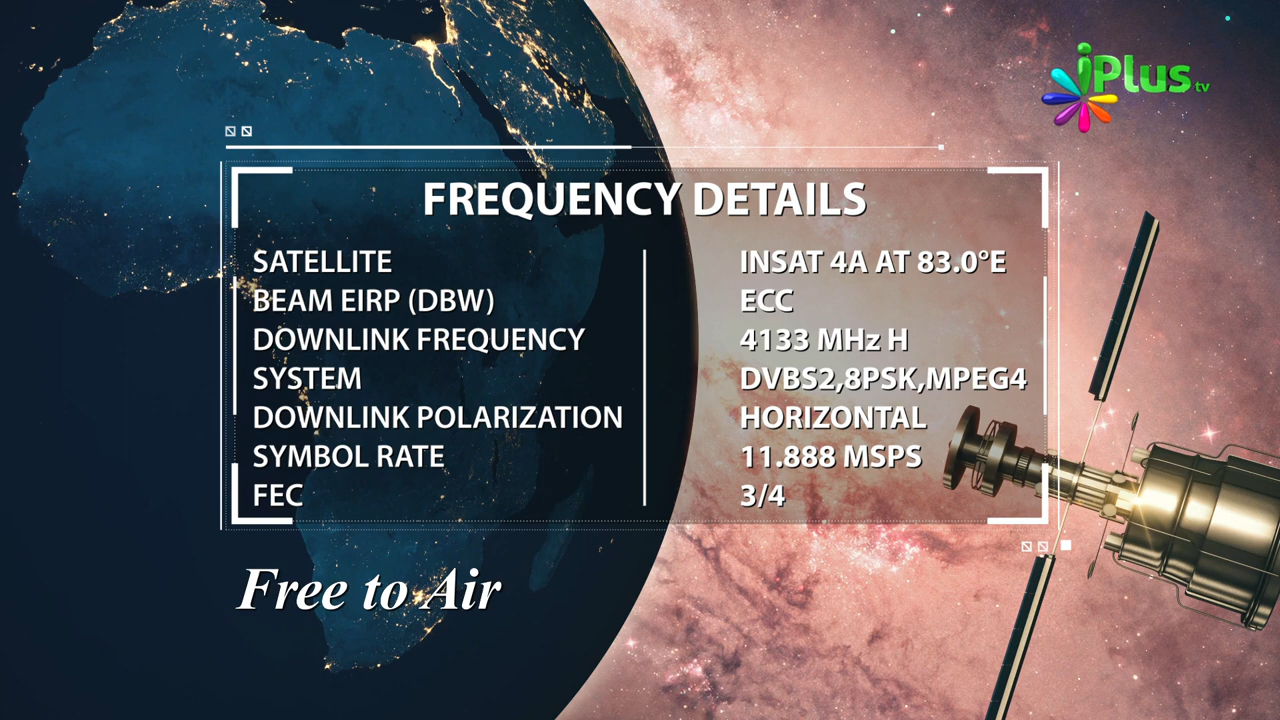 iPlus tv
FREQUENCY DETAILS
SATELLITE INSAT 4A AT 83.0°E
BEAM EIRP (DBW) ECC
DOWNLINK FREQUENCY 4133 MHz H
SYSTEM DVBS2,8PSK,MPEG4
DOWNLINK POLARIZATION HORIZONTAL
SYMBOL RATE 11.888 MSPS
FEC 3/4
Free to Air